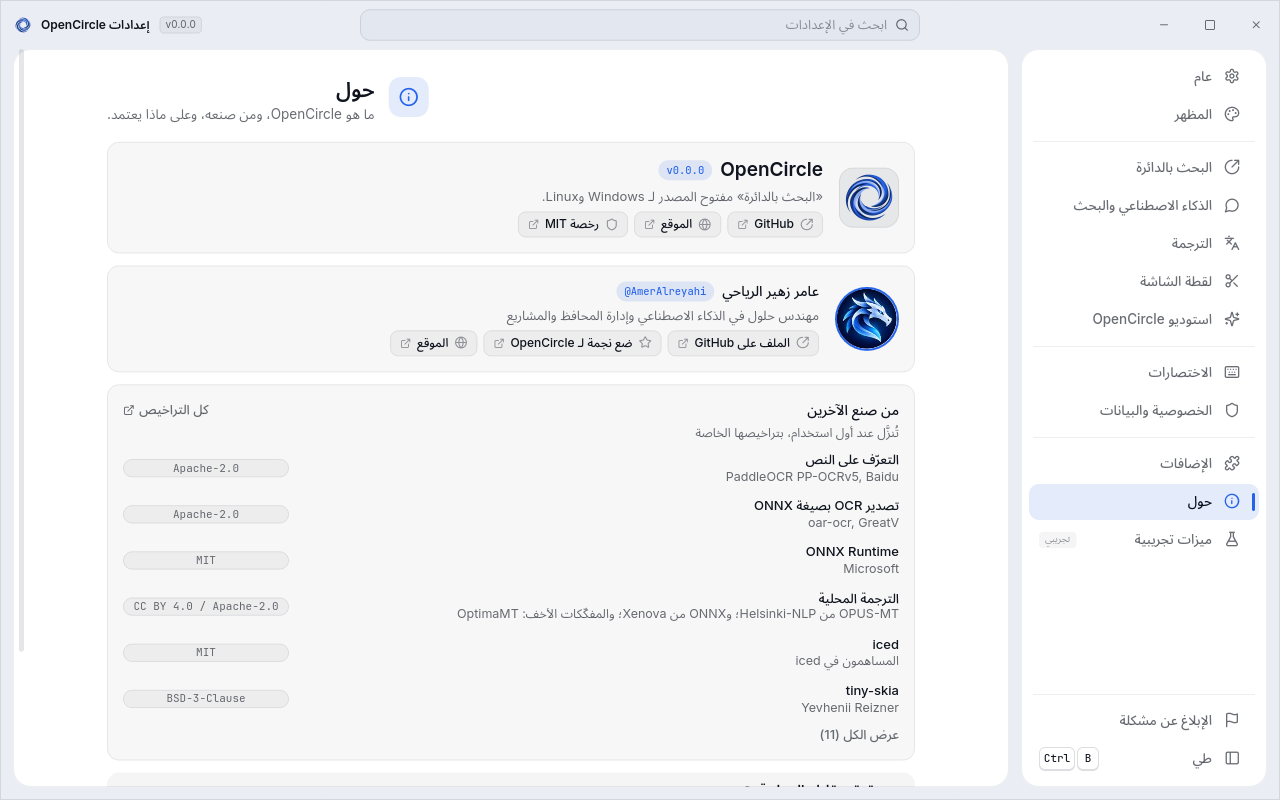 إعدادات OpenCircle v0.0.0
ابحث في الإعدادات
عام
المظهر
البحث بالدائرة
الذكاء الاصطناعي والبحث
الترجمة
لقطة الشاشة
استوديو OpenCircle
الاختصارات
الخصوصية والبيانات
الإضافات
حول
ميزات تجريبية تجريبي
الإبلاغ عن مشكلة
طي Ctrl B
حول
ما هو OpenCircle، ومن صنعه، وعلى ماذا يعتمد.
OpenCircle v0.0.0
«البحث بالدائرة» مفتوح المصدر لـ Windows وLinux.
GitHub الموقع رخصة MIT
عامر زهير الرياحي @AmerAlreyahi
مهندس حلول في الذكاء الاصطناعي وإدارة المحافظ والمشاريع
الملف على GitHub ضع نجمة لـ OpenCircle الموقع
من صنع الآخرين كل التراخيص
تُنزَّل عند أول استخدام، بتراخيصها الخاصة
التعرّف على النص Apache-2.0
PaddleOCR PP-OCRv5, Baidu
تصدير OCR بصيغة ONNX Apache-2.0
oar-ocr, GreatV
ONNX Runtime MIT
Microsoft
الترجمة المحلية CC BY 4.0 / Apache-2.0
OPUS-MT من Helsinki-NLP؛ وONNX من Xenova؛ والمفكّكات الأخف: OptimaMT
iced MIT
المساهمون في iced
tiny-skia BSD-3-Clause
Yevhenii Reizner
عرض الكل (11)